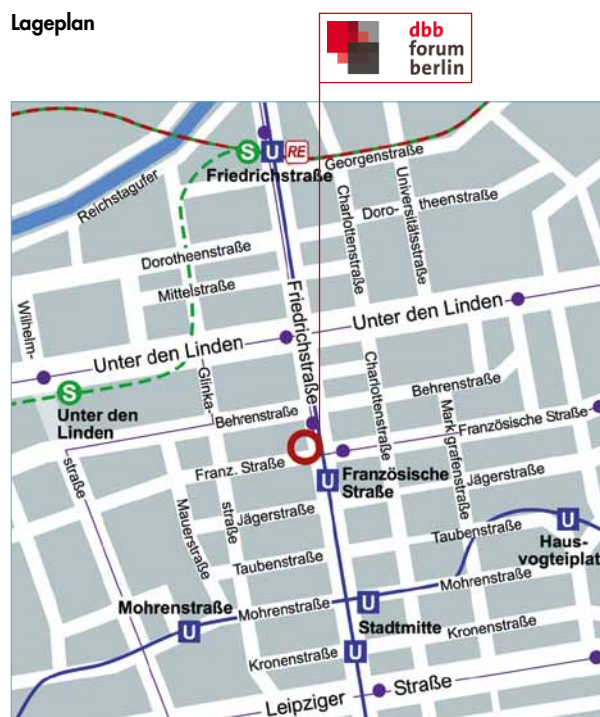 Lageplan
dbb
forum
berlin
S
U
RE
Friedrichstraße
Georgenstraße
Reichstagufer
Charlottenstraße
Universitätsstraße
Doro-
theenstraße
Dorotheenstraße
Mittelstraße
Friedrichstraße
Wilhelm-
Unter den Linden
Unter den Linden
S
Unter den
Linden
Glinka-
Charlottenstraße
Behrenstraße
Behrenstraße
Markgrafenstraße
Französische Straße
Franz. Straße
U
Französische
Straße
straße
Mauerstraße
straße
Jägerstraße
Jägerstraße
Taubenstraße
Taubenstraße
U
Haus-
vogteiplat
Mohrenstraße
U
Mohrenstraße
U
Mohrenstraße
Stadtmitte
Kronenstraße
U
Kronenstraße
Leipziger
Straße